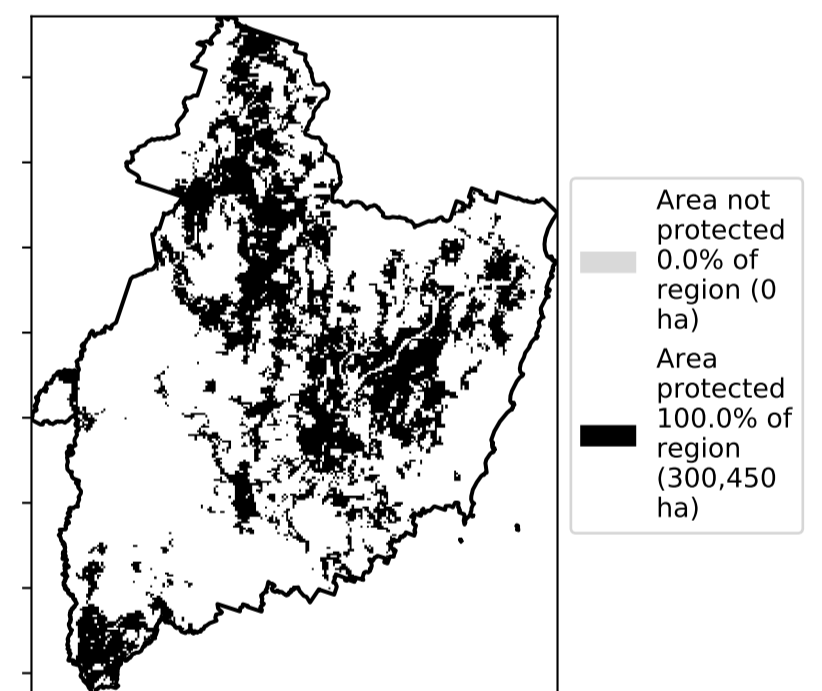 Area not
protected
0.0% of
region (0
ha)
Area
protected
100.0% of
region
(300,450
ha)